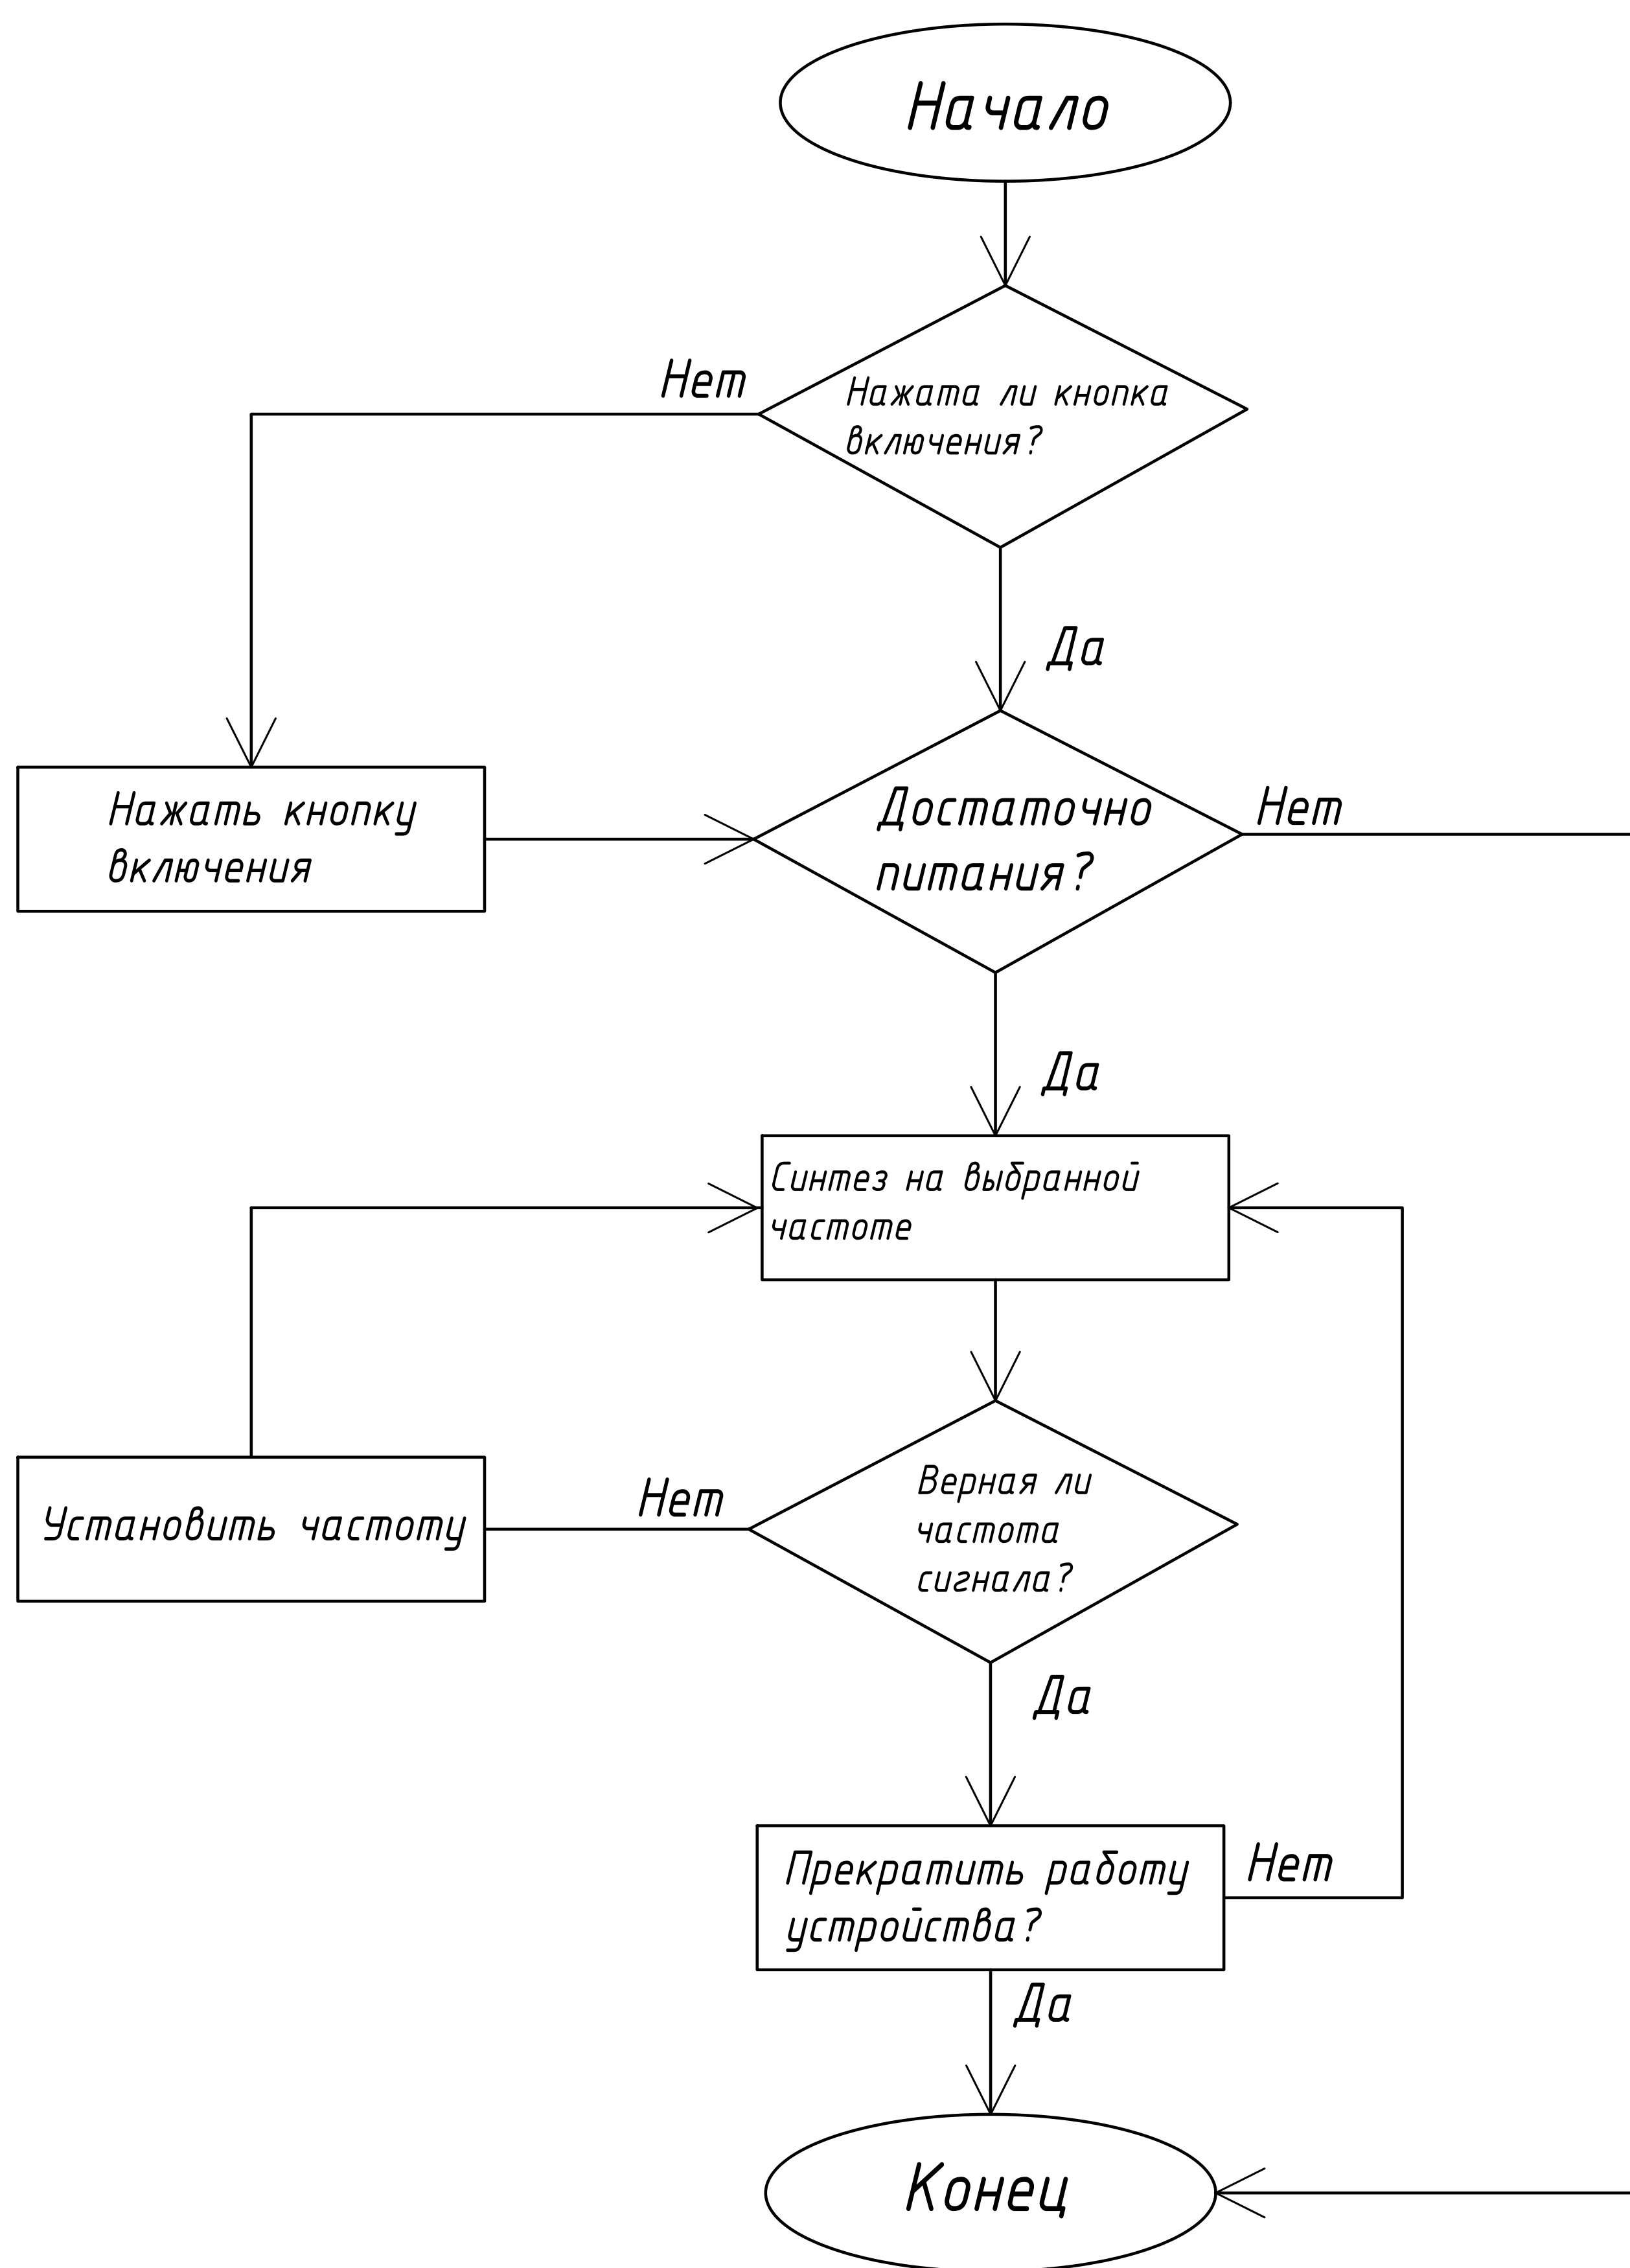 Начало
Нет
Нажата ли кнопка
включения?
Да
Нажать кнопку
включения
Достаточно
питания?
Нет
Да
Синтез на выбранной
частоте
Установить частоту
Нет
Верная ли
частота
сигнала?
Да
Прекратить работу
устройства?
Нет
Да
Конец